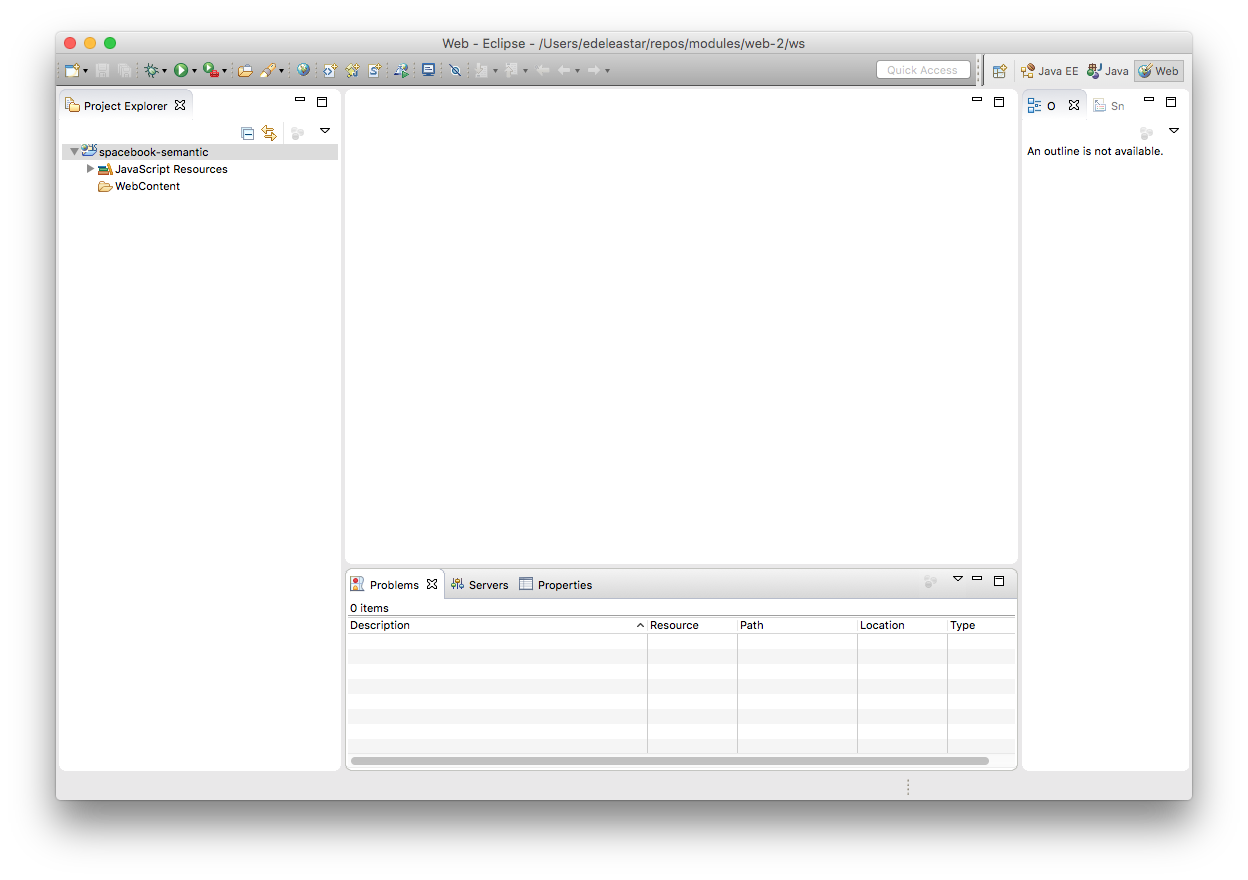 Web - Eclipse - /Users/edeleastar/repos/modules/web-2/ws
Quick Access
Java EE
Java
Web
Project Explorer
O
Sn
spacebook-semantic
An outline is not available.
JavaScript Resources
WebContent
Problems
Servers
Properties
0 items
Description
Resource
Path
Location
Type